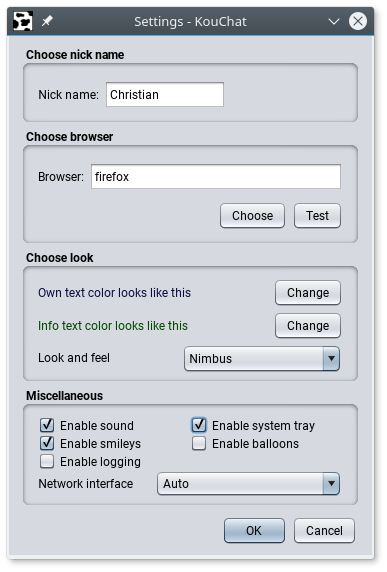 Settings - KouChat
Choose nick name
Nick name: Christian
Choose browser
Browser: firefox
Choose Test
Choose look
Own text color looks like this Change
Info text color looks like this Change
Look and feel Nimbus
Miscellaneous
Enable sound Enable system tray
Enable smileys Enable balloons
Enable logging
Network interface Auto
OK Cancel